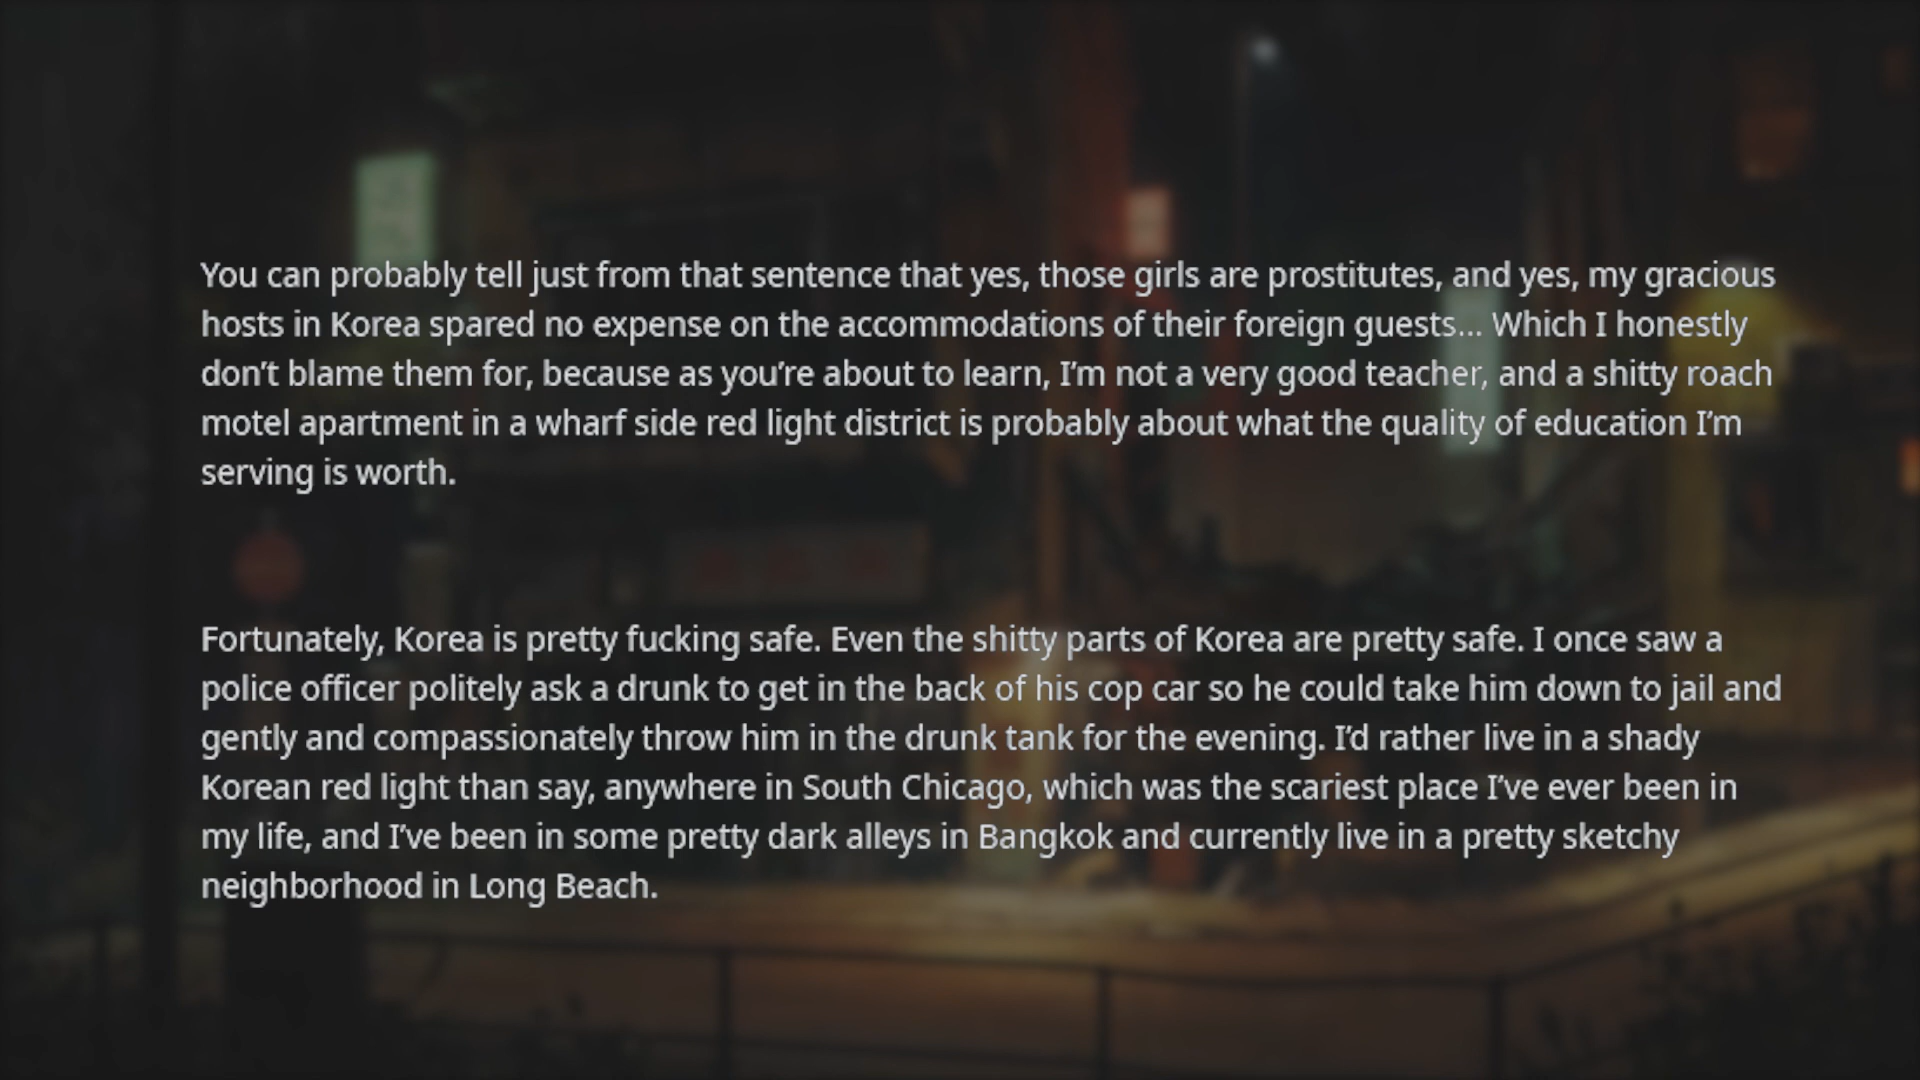 You can probably tell just from that sentence that yes, those girls are prostitutes, and yes, my gracious
hosts in Korea spared no expense on the accommodations of their foreign guests... Which I honestly
don’t blame them for, because as you’re about to learn, I’m not a very good teacher, and a shitty roach
motel apartment in a wharf side red light district is probably about what the quality of education I’m
serving is worth.
Fortunately, Korea is pretty fucking safe. Even the shitty parts of Korea are pretty safe. I once saw a
police officer politely ask a drunk to get in the back of his cop car so he could take him down to jail and
gently and compassionately throw him in the drunk tank for the evening. I’d rather live in a shady
Korean red light than say, anywhere in South Chicago, which was the scariest place I’ve ever been in
my life, and I’ve been in some pretty dark alleys in Bangkok and currently live in a pretty sketchy
neighborhood in Long Beach.